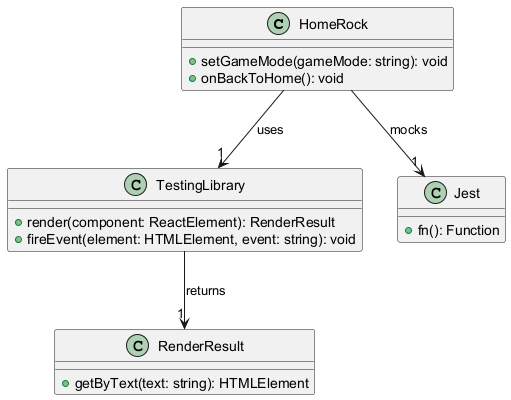 C HomeRock
setGameMode(gameMode: string): void
onBackToHome(): void
uses
mocks
1
1
C TestingLibrary
render(component: ReactElement): RenderResult
fireEvent(element: HTMLElement, event: string): void
C Jest
fn(): Function
returns
1
C RenderResult
getByText(text: string): HTMLElement